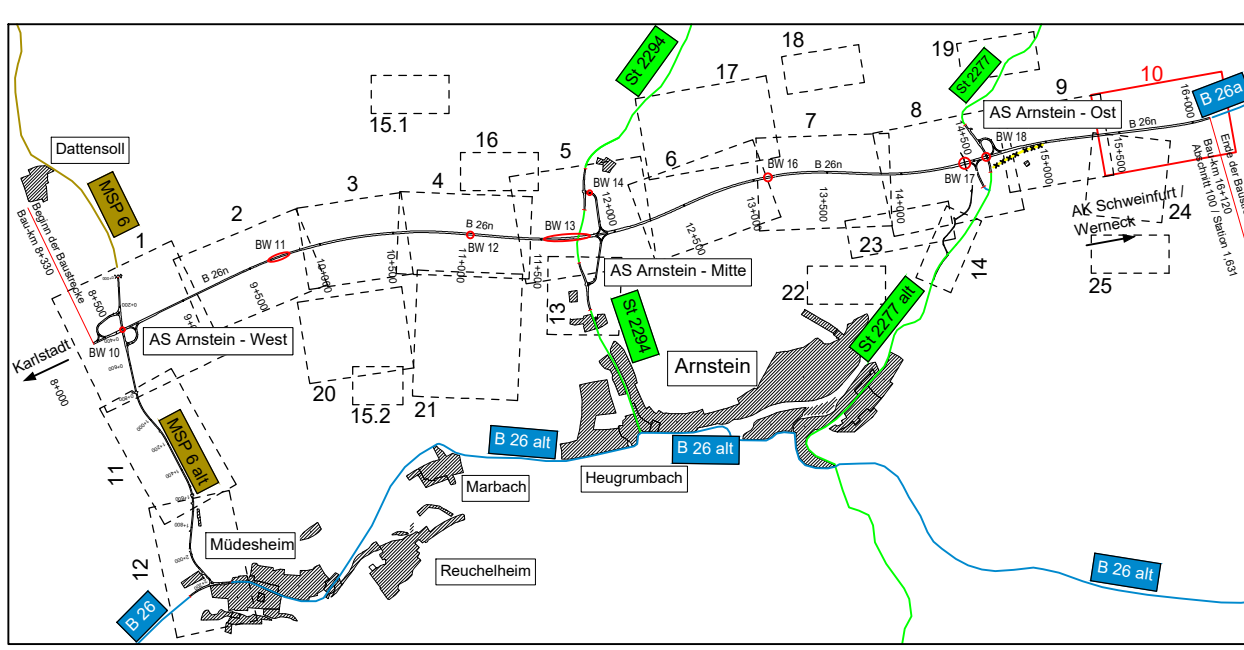 18
19
St 2294
17
St 2277
9
10
B 26a
15.1
7
8
AS Arnstein - Ost
16+000
B 26n
Dattensoll
16
5
6
14+500
BW 18
MSP 6
3
4
BW 14
BW 16
B 26n
BW 17
15+000
15+500
Ende der Baustrecke
Bau-km 16+120
Abschnitt 100 / Station 1.631
2
12+000
13+000
13+500
14+000
AK Schweinfurt /
Werneck
24
Beginn der Baustrecke
Bau-km 8+330
1
BW 11
B 26n
BW 12
BW 13
12+500
23
B 26n
10+000
10+500
11+000
11+500
AS Arnstein - Mitte
14
25
8+500
9+500
22
13
BW 10
AS Arnstein - West
St 2294
St 2277 alt
Karlstadt
8+000
20
15.2
21
Arnstein
MSP 6 alt
11
B 26 alt
B 26 alt
Marbach
Heugrumbach
Müdesheim
12
Reuchelheim
B 26 alt
B 26